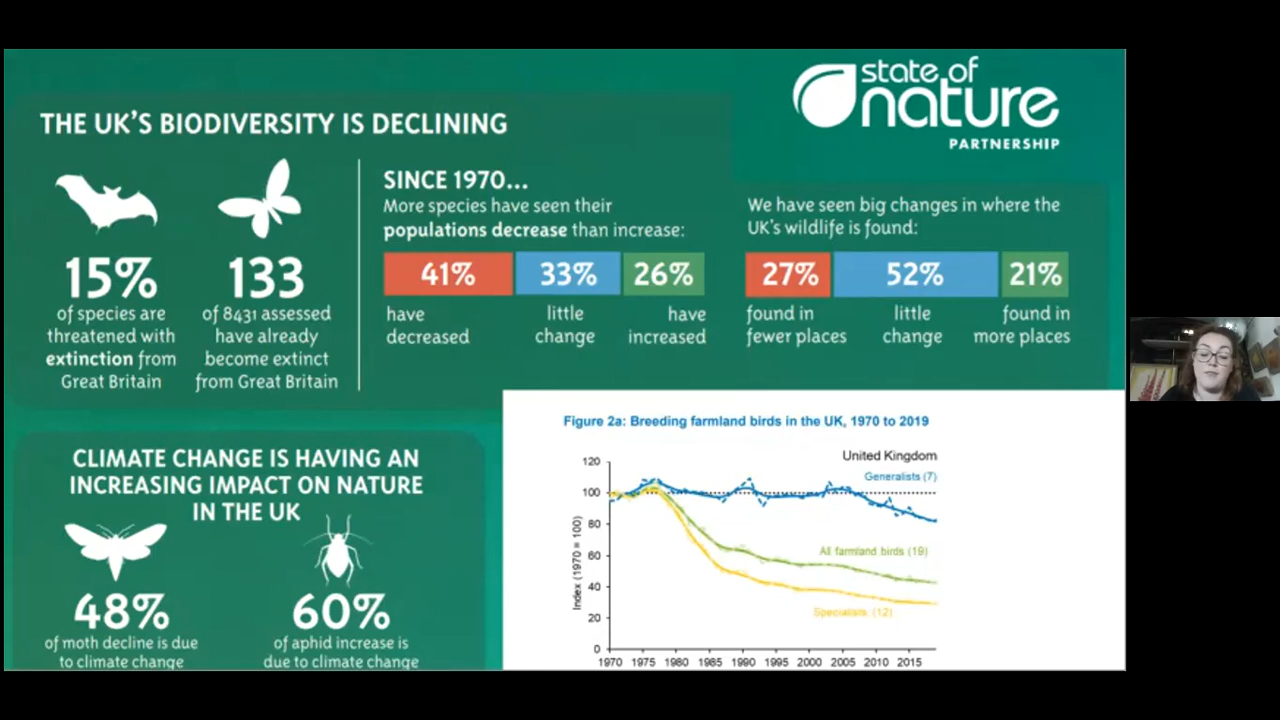 state of
nature
PARTNERSHIP
THE UK'S BIODIVERSITY IS DECLINING
15%
of species are
threatened with
extinction from
Great Britain
133
of 8431 assessed
have already
become extinct
from Great Britain
SINCE 1970...
More species have seen their
populations decrease than increase:
41%
33%
26%
have
decreased
little
change
have
increased
We have seen big changes in where the
UK's wildlife is found:
27%
52%
21%
found in
fewer places
little
change
found in
more places
CLIMATE CHANGE IS HAVING AN
INCREASING IMPACT ON NATURE
IN THE UK
48%
of moth decline is due
to climate change
60%
of aphid increase is
due to climate change
Figure 2a: Breeding farmland birds in the UK, 1970 to 2019
United Kingdom
Generalists (7)
All farmland birds (19)
Specialists (12)
Index (1970 = 100)
120
100
80
60
40
20
0
1970 1975 1980 1985 1990 1995 2000 2005 2010 2015